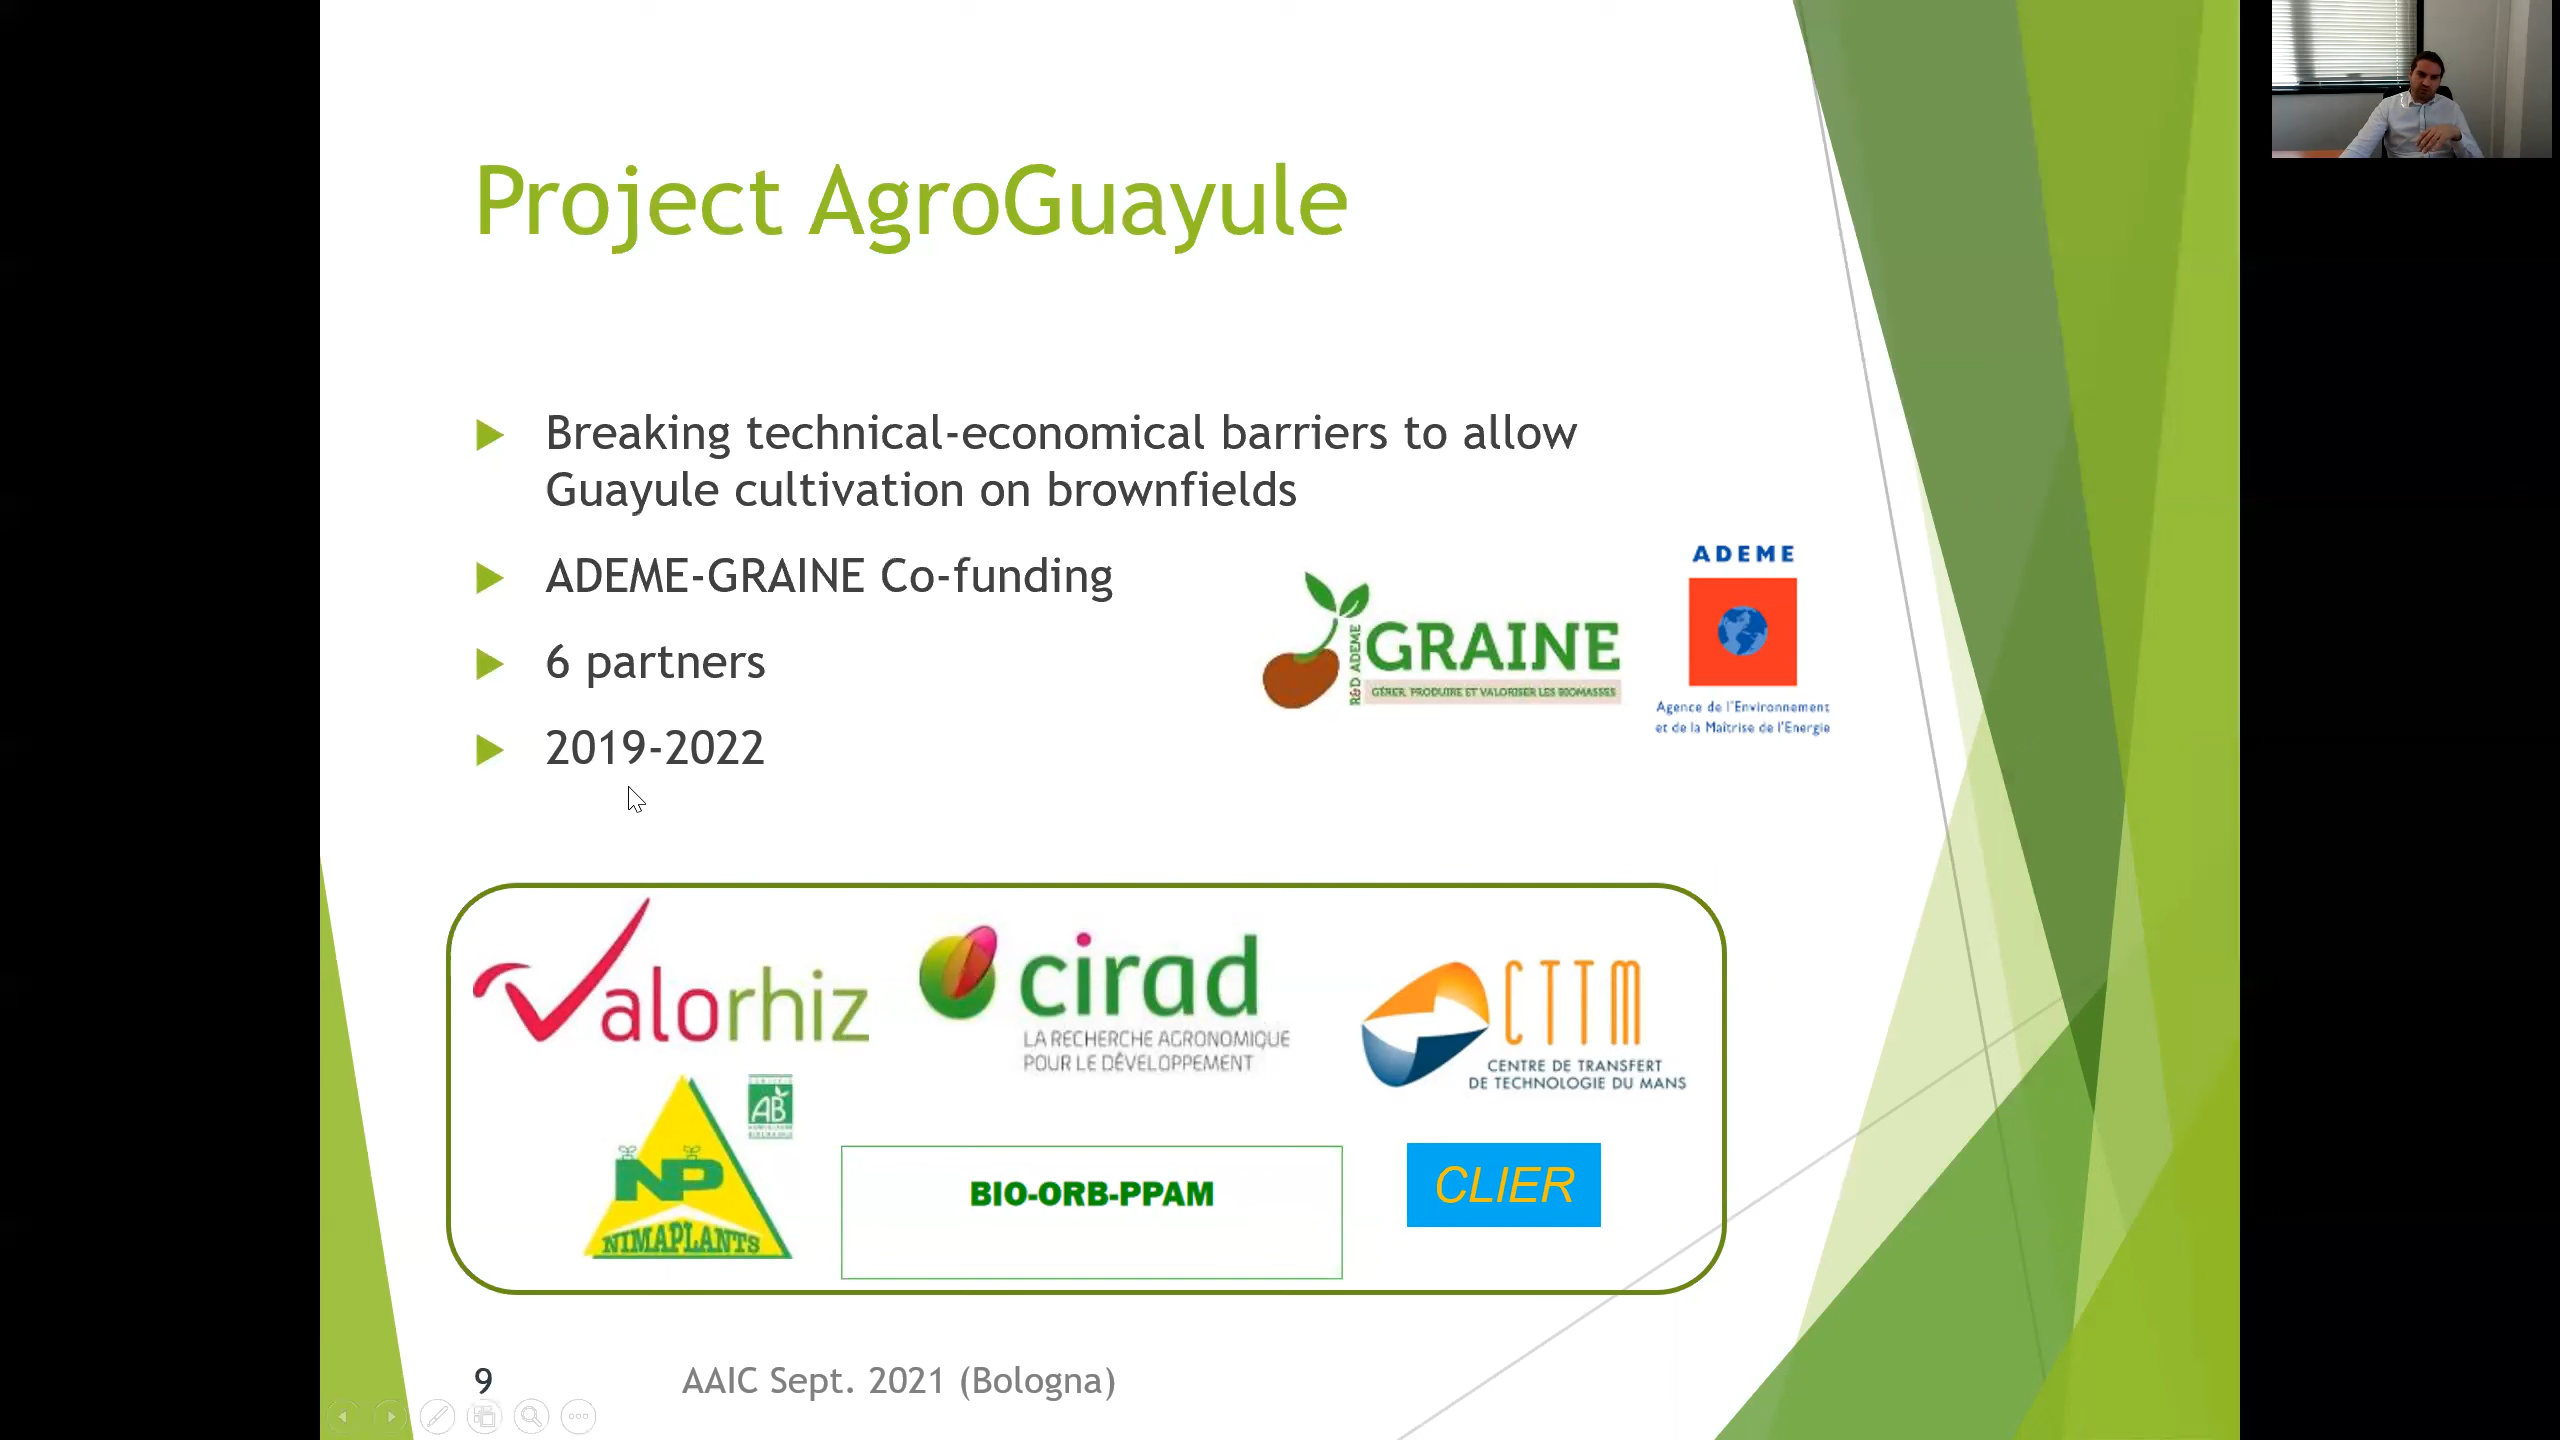 Project AgroGuayule
Breaking technical-economical barriers to allow
Guayule cultivation on brownfields
ADEME-GRAINE Co-funding
6 partners
2019-2022
R&D ADEME
GRAINE
GÉRER, PRODUIRE ET VALORISER LES BIOMASSES
ADEME
Agence de l'Environnement
et de la Maîtrise de l'Energie
Valorhiz
cirad
LA RECHERCHE AGRONOMIQUE
POUR LE DÉVELOPPEMENT
CTTM
CENTRE DE TRANSFERT
DE TECHNOLOGIE DU MANS
AB
NP
NIMAPLANTS
BIO-ORB-PPAM
CLIER
9
AAIC Sept. 2021 (Bologna)